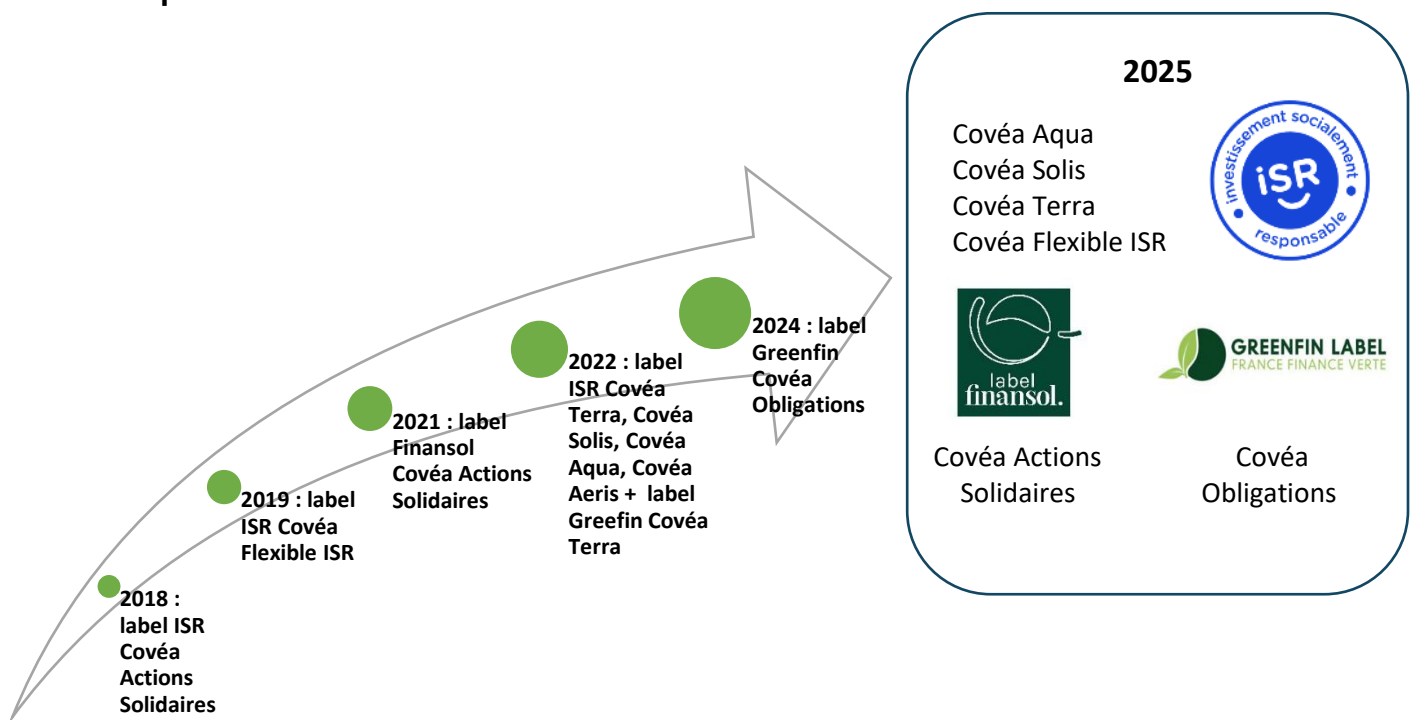 2018 :
label ISR
Covéa
Actions
Solidaires
2019 : label
ISR Covéa
Flexible ISR
2021 : label
Finansol
Covéa Actions
Solidaires
2022 : label
ISR Covéa
Terra, Covéa
Solis, Covéa
Aqua, Covéa
Aeris + label
Greefin Covéa
Terra
2024 : label
Greenfin
Covéa
Obligations
2025
Covéa Aqua
Covéa Solis
Covéa Terra
Covéa Flexible ISR
investissement socialement
iSR
responsable
label
finansol.
GREENFIN LABEL
FRANCE FINANCE VERTE
Covéa Actions
Solidaires
Covéa
Obligations